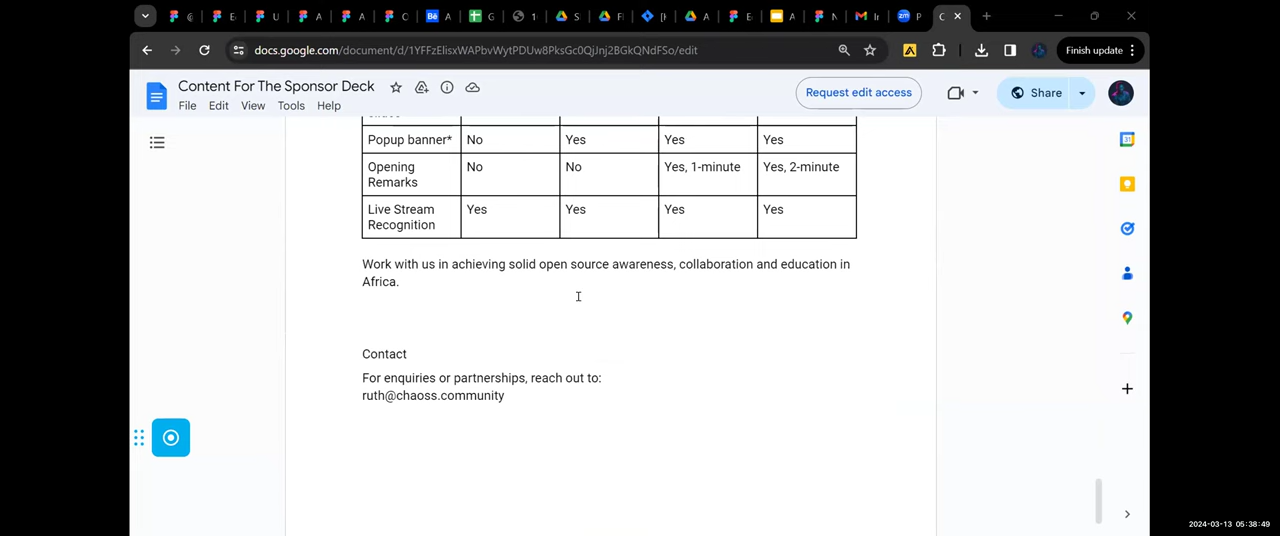 docs.google.com/document/d/1YFFzElisxWAPbvWytPDUw8PksGc0QjJnj2BGkQNdFSo/edit
Finish update
Content For The Sponsor Deck
Request edit access
Share
File Edit View Tools Help
Popup banner* No Yes Yes Yes
Opening No No Yes, 1-minute Yes, 2-minute
Remarks
Live Stream Yes Yes Yes Yes
Recognition
Work with us in achieving solid open source awareness, collaboration and education in
Africa.
Contact
For enquiries or partnerships, reach out to:
ruth@chaoss.community
2024-03-13 05:38:49